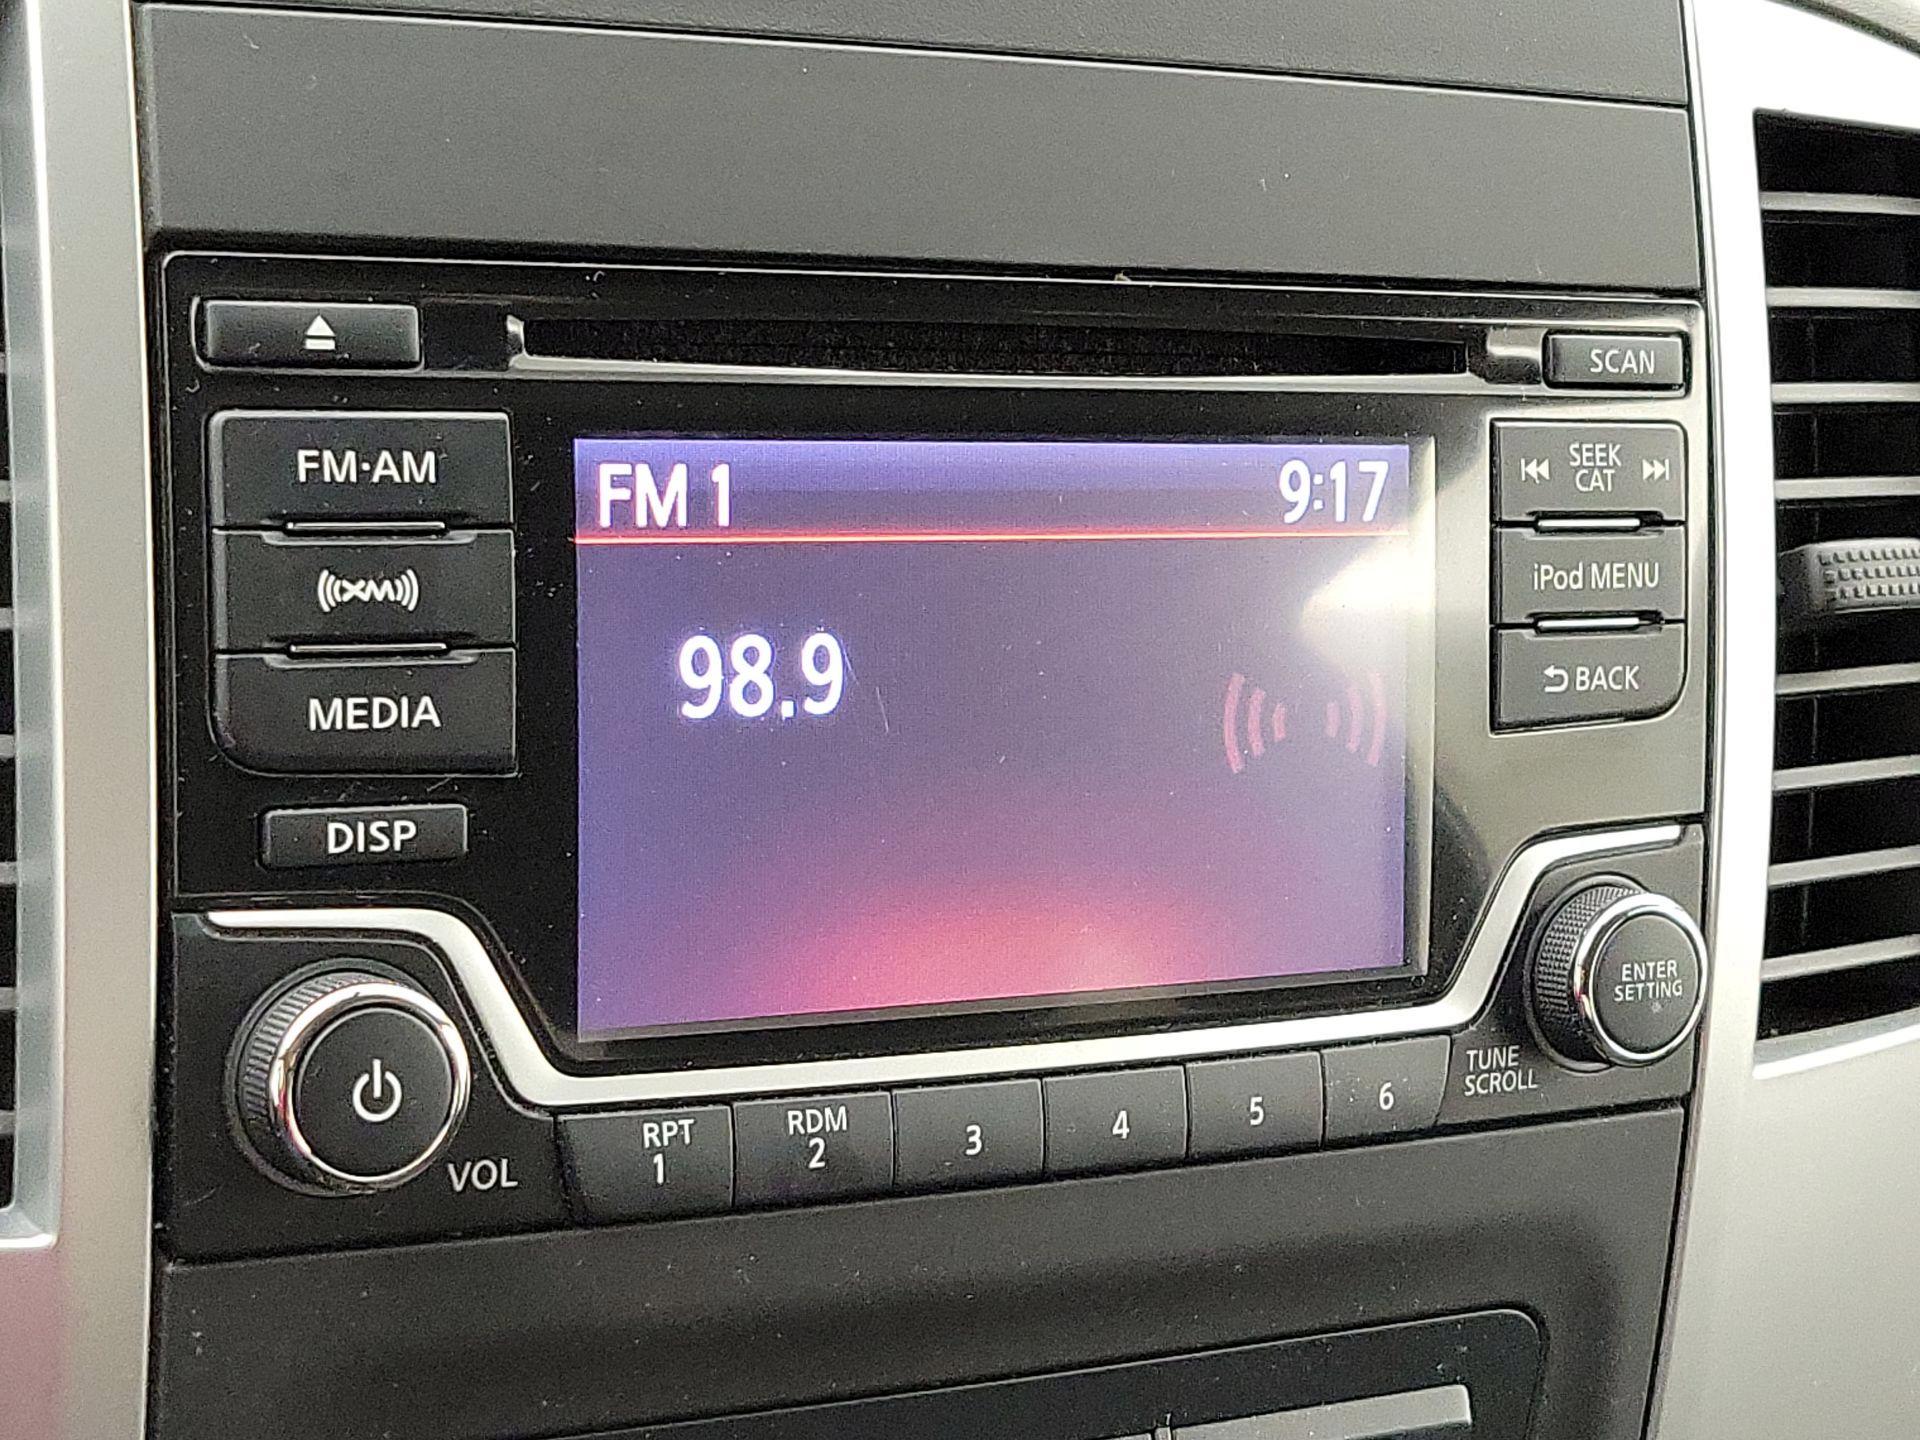 SCAN
FM·AM
SEEK
CAT
FM 1
9:17
XM
iPod MENU
98.9
BACK
MEDIA
DISP
ENTER
SETTING
TUNE
SCROLL
VOL
RPT
1
RDM
2
3
4
5
6